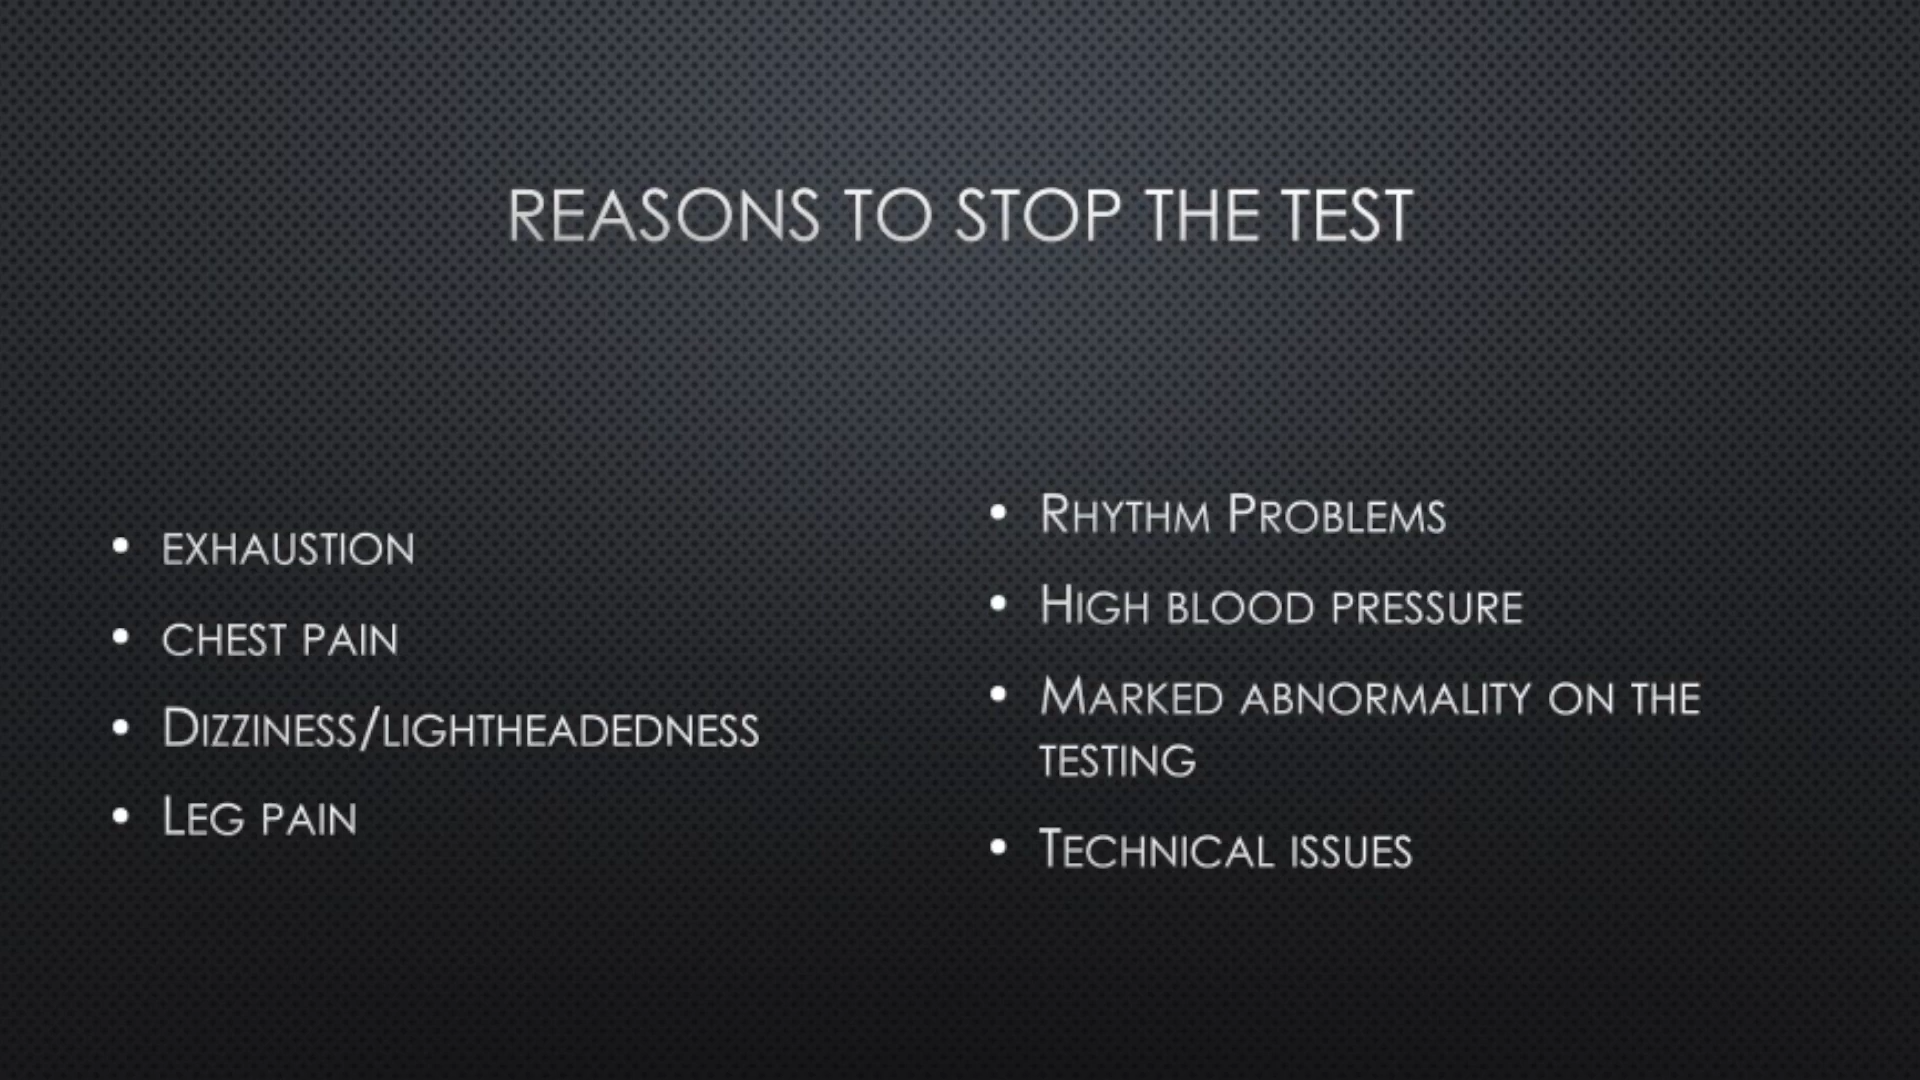 REASONS TO STOP THE TEST
• EXHAUSTION
• CHEST PAIN
• DIZZINESS/LIGHTHEADEDNESS
• LEG PAIN
• RHYTHM PROBLEMS
• HIGH BLOOD PRESSURE
• MARKED ABNORMALITY ON THE
TESTING
• TECHNICAL ISSUES